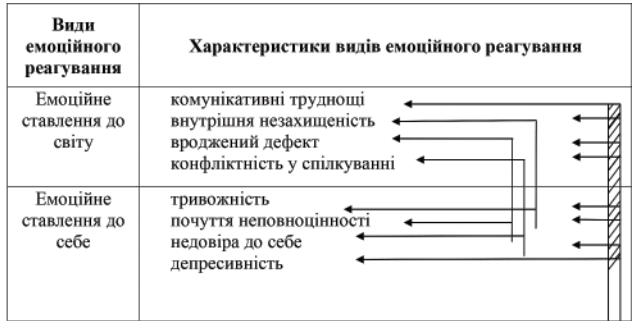 Види
емоційного
реагування
Характеристики видів емоційного реагування
Емоційне
ставлення до
світу
комунікативні труднощі
внутрішня незахищеність
вроджений дефект
конфліктність у спілкуванні
Емоційне
ставлення до
себе
тривожність
почуття неповноцінності
недовіра до себе
депресивність